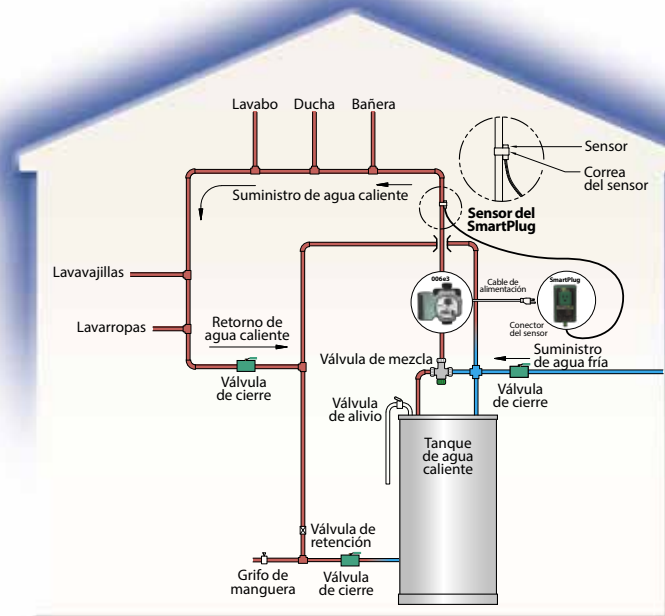 Lavabo
Ducha
Bañera
Sensor
Correa
del sensor
Suministro de agua caliente
Sensor del
SmartPlug
Lavavajillas
006e3
Cable de
alimentación
SmartPlug
Lavarropas
Retorno de
agua caliente
Conector
del sensor
Suministro
de agua fría
Válvula de mezcla
Válvula
de cierre
Válvula
de cierre
Válvula
de alivio
Tanque
de agua
caliente
Válvula de
retención
Grifo de
manguera
Válvula
de cierre